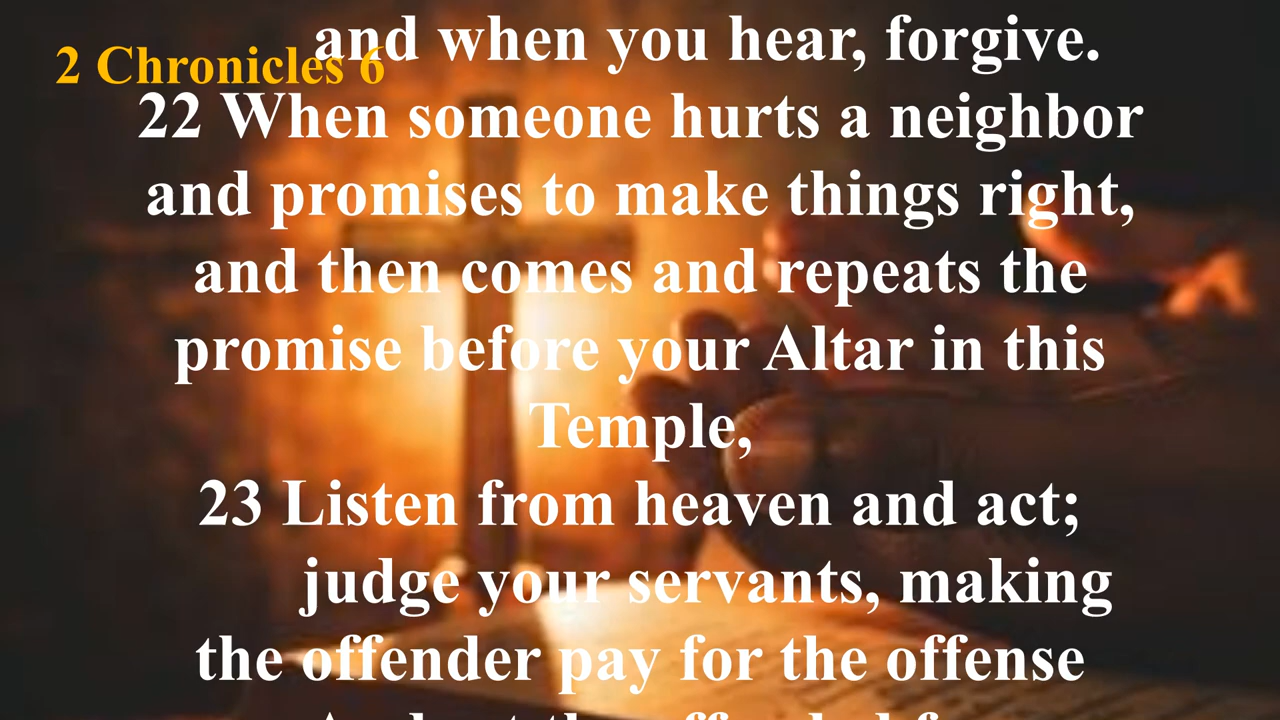 and when you hear, forgive.
2 Chronicles 6
22 When someone hurts a neighbor
and promises to make things right,
and then comes and repeats the
promise before your Altar in this
Temple,
23 Listen from heaven and act;
judge your servants, making
the offender pay for the offense